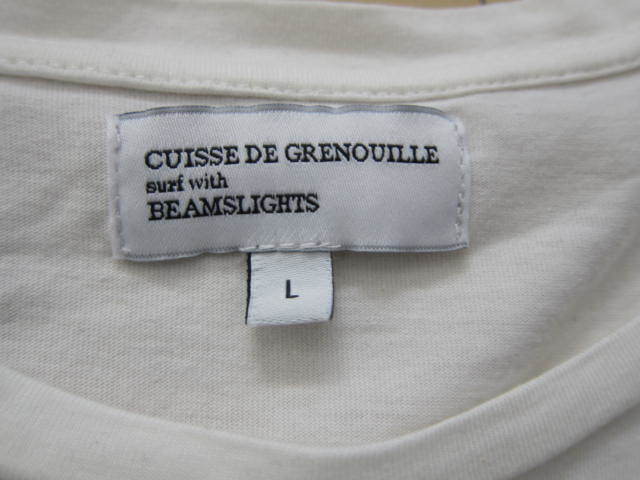 CUISSE DE GRENOUILLE
surf with
BEAMSLIGHTS
L